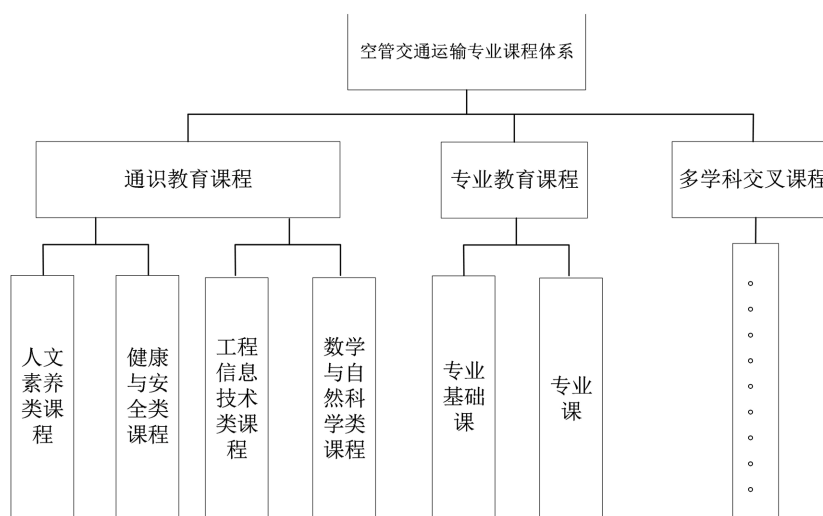 空管交通运输专业课程体系
通识教育课程
专业教育课程
多学科交叉课程
人文
素养
类课
程
健康
与安
全类
课程
工程
信息
技术
类课
程
数学
与自
然科
学类
课程
专业
基础
课
专业
课
。
。
。
。
。
。
。
。
。